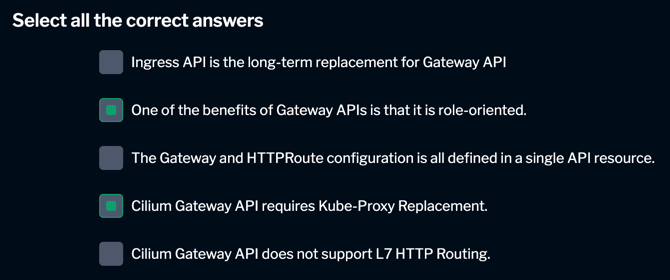 Select all the correct answers
Ingress API is the long-term replacement for Gateway API
One of the benefits of Gateway APIs is that it is role-oriented.
The Gateway and HTTPRoute configuration is all defined in a single API resource.
Cilium Gateway API requires Kube-Proxy Replacement.
Cilium Gateway API does not support L7 HTTP Routing.